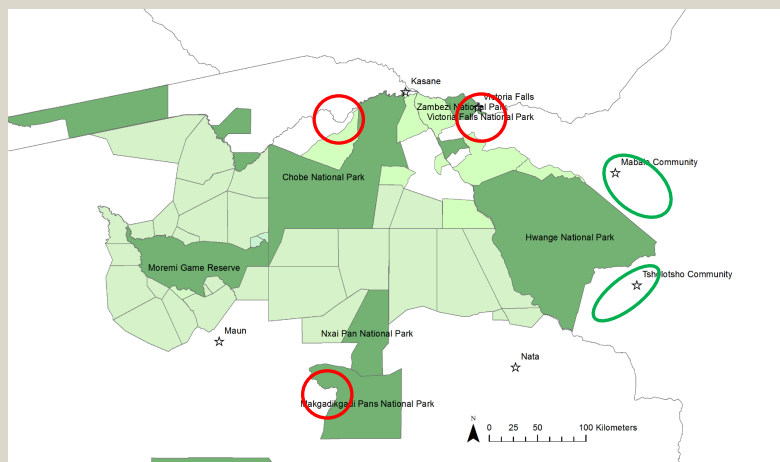 Kasane
Victoria Falls
Zambezi National Park
Victoria Falls National Park
Mabale Community
Chobe National Park
Hwange National Park
Moremi Game Reserve
Tsholotsho Community
Maun
Nxai Pan National Park
Nata
Makgadikgadi Pans National Park
N
0 25 50 100 Kilometers